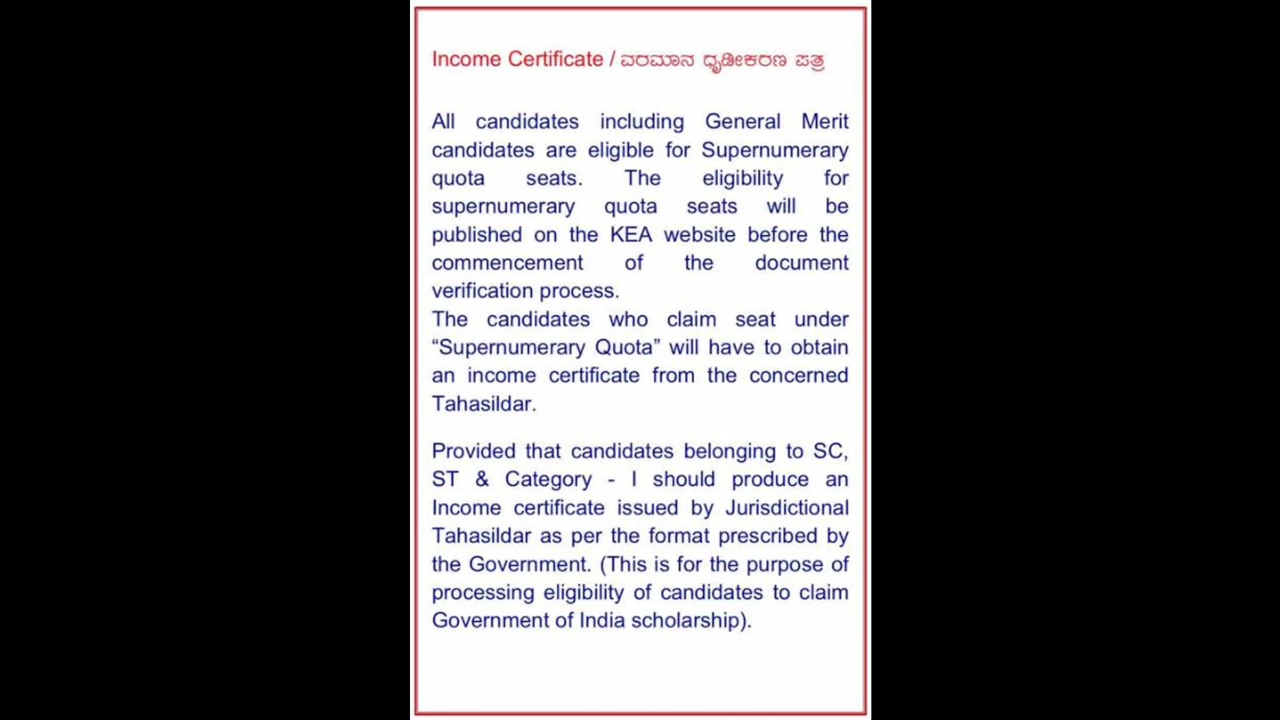 Income Certificate / ವರಮಾನ ಧೃಡೀಕರಣ ಪತ್ರ
All candidates including General Merit
candidates are eligible for Supernumerary
quota seats. The eligibility for
supernumerary quota seats will be
published on the KEA website before the
commencement of the document
verification process.
The candidates who claim seat under
“Supernumerary Quota” will have to obtain
an income certificate from the concerned
Tahasildar.
Provided that candidates belonging to SC,
ST & Category - I should produce an
Income certificate issued by Jurisdictional
Tahasildar as per the format prescribed by
the Government. (This is for the purpose of
processing eligibility of candidates to claim
Government of India scholarship).